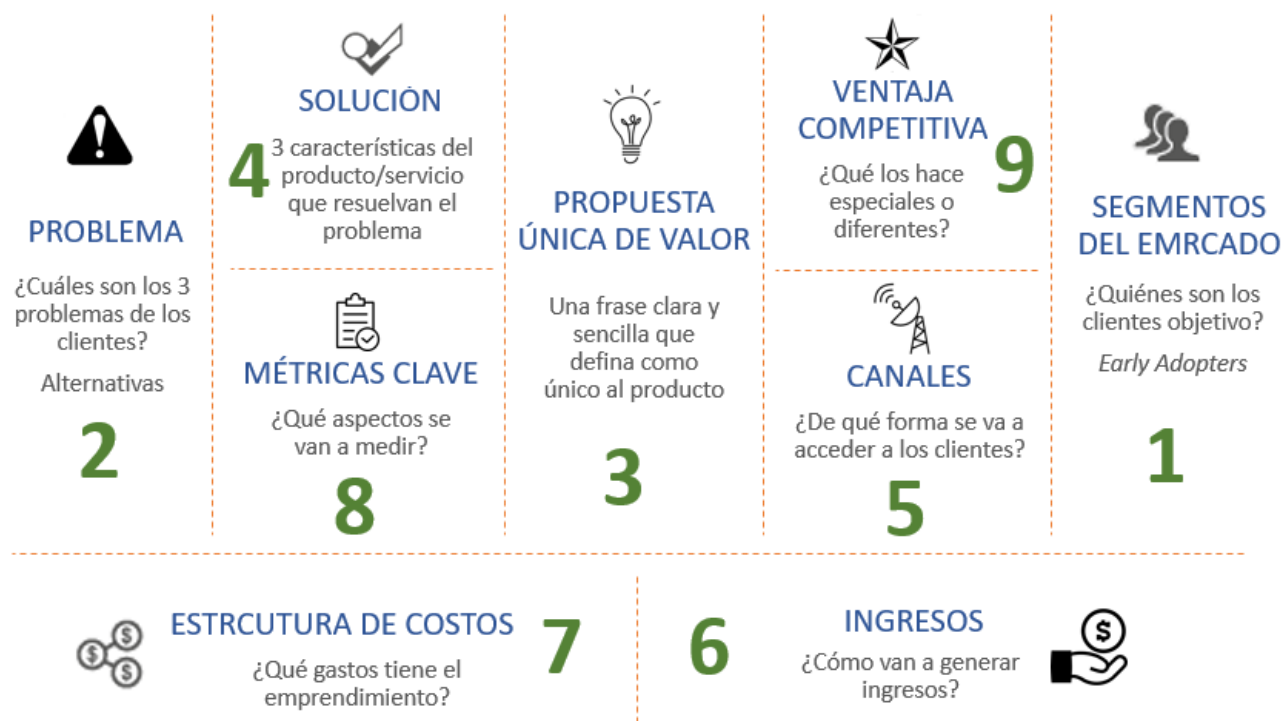 PROBLEMA
¿Cuáles son los 3
problemas de los
clientes?
Alternativas
2
SOLUCIÓN
4
3 características del
producto/servicio
que resuelvan el
problema
MÉTRICAS CLAVE
¿Qué aspectos se
van a medir?
8
PROPUESTA
ÚNICA DE VALOR
Una frase clara y
sencilla que
defina como
único al producto
3
VENTAJA
COMPETITIVA
9
¿Qué los hace
especiales o
diferentes?
CANALES
¿De qué forma se va a
acceder a los clientes?
5
SEGMENTOS
DEL EMRCADO
¿Quiénes son los
clientes objetivo?
Early Adopters
1
ESTRCUTURA DE COSTOS
¿Qué gastos tiene el
emprendimiento?
7
6
INGRESOS
¿Cómo van a generar
ingresos?
$
$
$
$